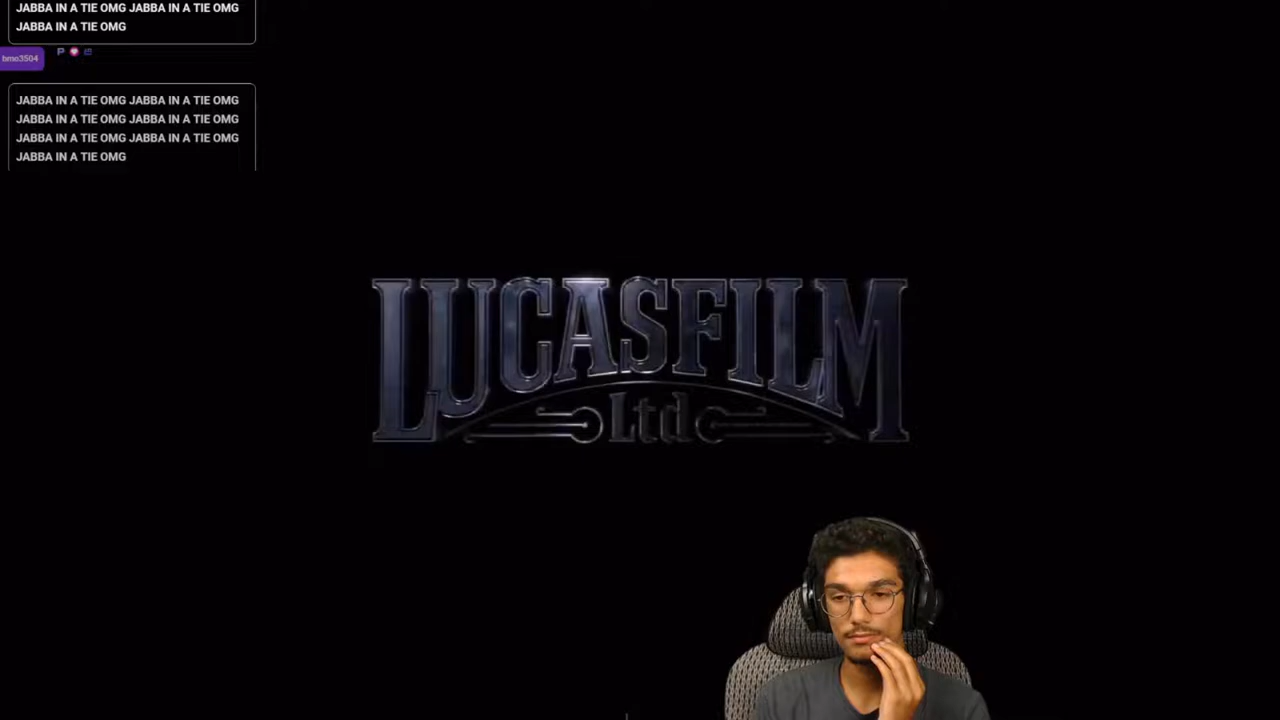 JABBA IN A TIE OMG JABBA IN A TIE OMG
JABBA IN A TIE OMG
bmo3504
JABBA IN A TIE OMG JABBA IN A TIE OMG
JABBA IN A TIE OMG JABBA IN A TIE OMG
JABBA IN A TIE OMG JABBA IN A TIE OMG
JABBA IN A TIE OMG
LUCASFILM
Ltd